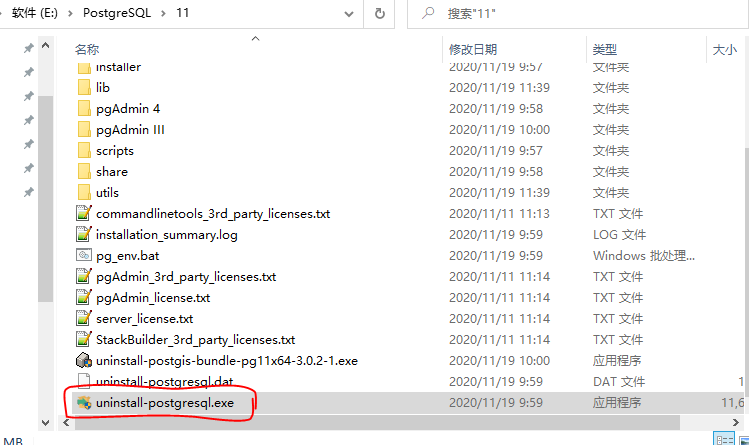 软件 (E:) > PostgreSQL > 11
搜索"11"
名称 修改日期 类型 大小
installer 2020/11/19 9:57 文件夹
lib 2020/11/19 11:39 文件夹
pgAdmin 4 2020/11/19 9:58 文件夹
pgAdmin III 2020/11/19 10:00 文件夹
scripts 2020/11/19 9:57 文件夹
share 2020/11/19 9:58 文件夹
utils 2020/11/19 11:39 文件夹
commandlinetools_3rd_party_licenses.txt 2020/11/11 11:13 TXT 文件
installation_summary.log 2020/11/19 9:59 LOG 文件
pg_env.bat 2020/11/19 9:59 Windows 批处理...
pgAdmin_3rd_party_licenses.txt 2020/11/11 11:14 TXT 文件
pgAdmin_license.txt 2020/11/11 11:14 TXT 文件
server_license.txt 2020/11/11 11:14 TXT 文件
StackBuilder_3rd_party_licenses.txt 2020/11/11 11:14 TXT 文件
uninstall-postgis-bundle-pg11x64-3.0.2-1.exe 2020/11/19 10:00 应用程序
uninstall-postgresql.dat 2020/11/19 9:59 DAT 文件 1
uninstall-postgresql.exe 2020/11/19 9:59 应用程序 11,6
MB